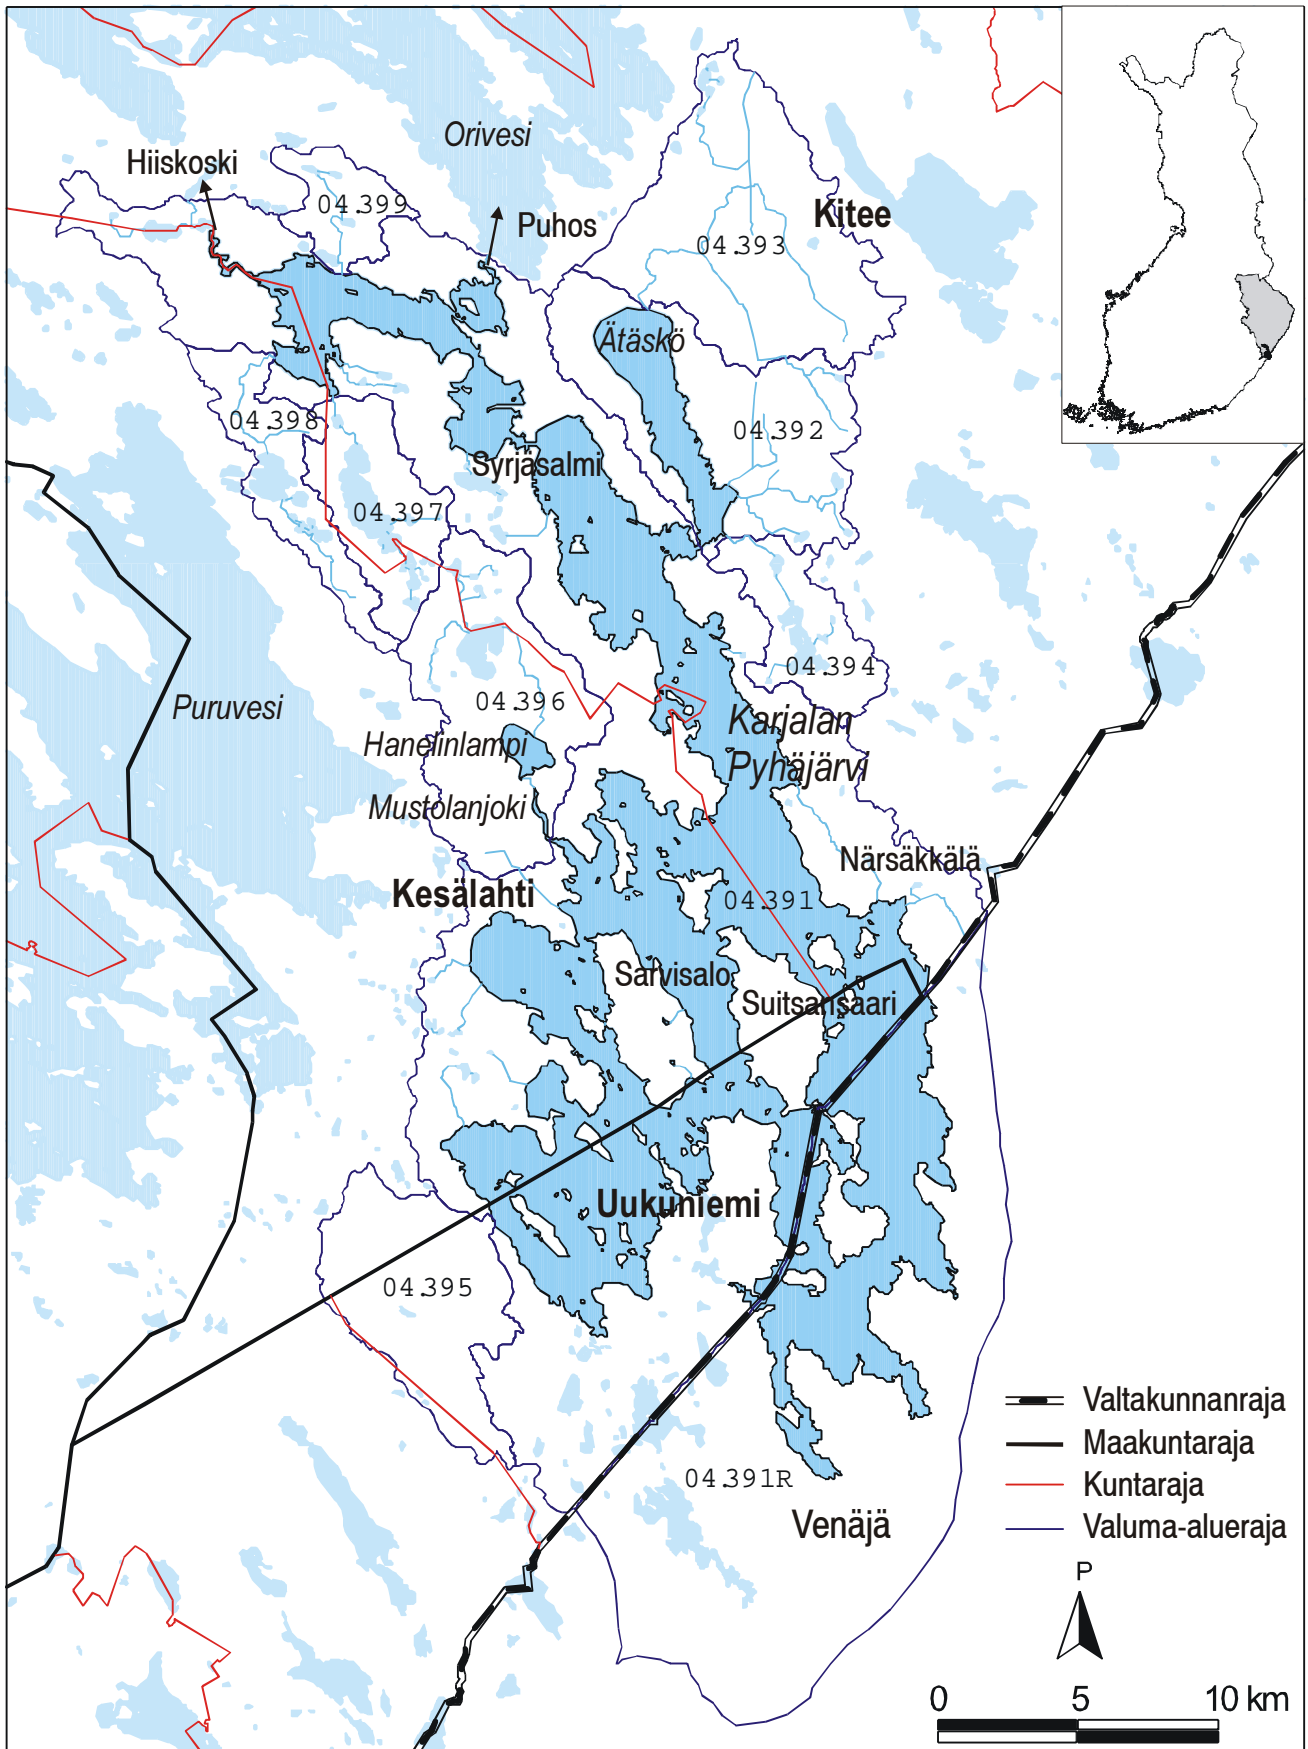 Orivesi
Hiiskoski
04.399
Puhos
Kitee
04.393
Ätäskö
04.398
04.392
Syrjäsalmi
04.397
04.394
Puruvesi
04.396
Karjalan
Pyhäjärvi
Hanelinlampi
Mustolanjoki
Närsäkkälä
Kesälahti
04.391
Sarvisalo
Suitsansaari
Uukuniemi
04.395
Valtakunnanraja
Maakuntaraja
Kuntaraja
Valuma-alueraja
04.391R
Venäjä
P
0 5 10 km